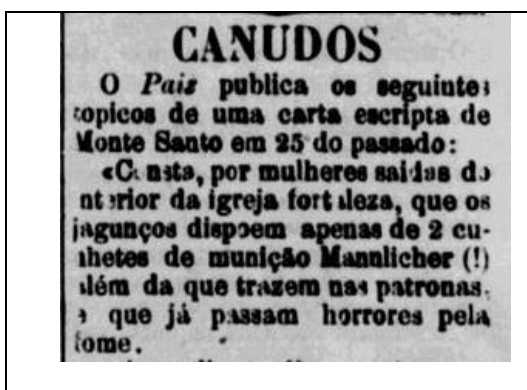 CANUDOS
O Paiz publica os seguintes
topicos de uma carta escripta de
Monte Santo em 25 do passado:
«Consta, por mulheres saidas do
interior da igreja fortaleza, que os
jagunços dispoem apenas de 2 cu-
nhetes de munição Mannlicher (!)
além da que trazem nas patronas,
e que já passam horrores pela
fome.